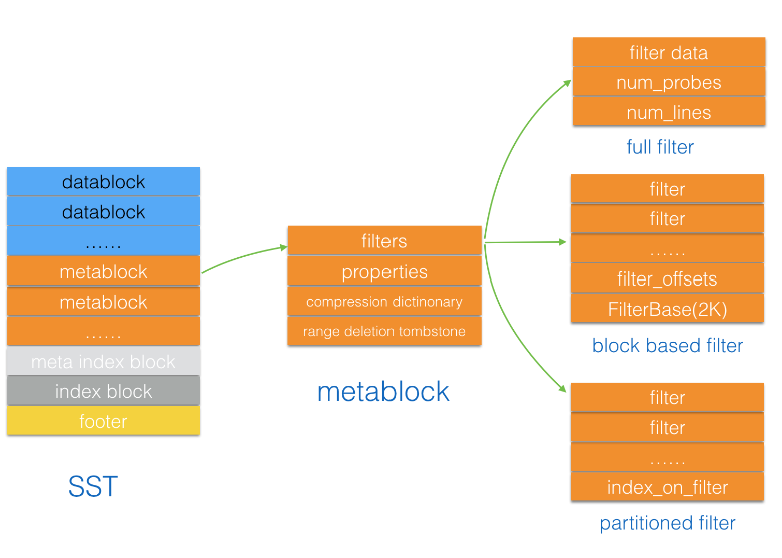 datablock
datablock
......
metablock
metablock
......
meta index block
index block
footer
SST
filters
properties
compression dictinonary
range deletion tombstone
metablock
filter data
num_probes
num_lines
full filter
filter
filter
......
filter_offsets
FilterBase(2K)
block based filter
filter
filter
......
index_on_filter
partitioned filter